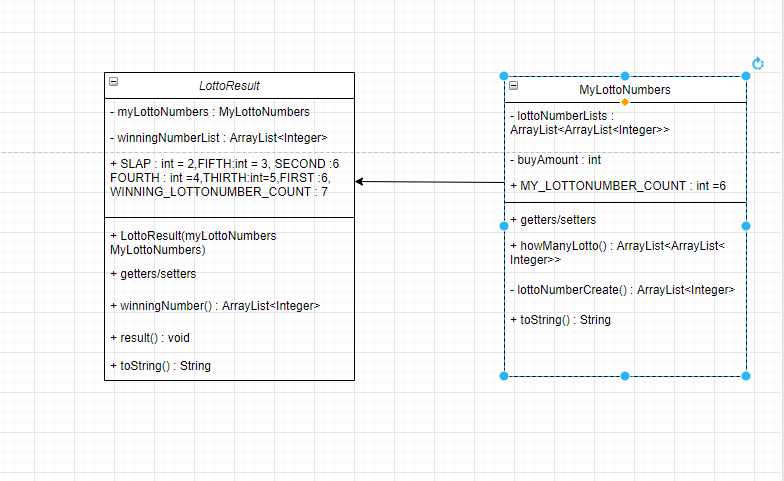 LottoResult
- myLottoNumbers : MyLottoNumbers
- winningNumberList : ArrayList<Integer>
+ SLAP : int = 2,FIFTH:int = 3, SECOND :6
FOURTH : int =4,THIRTH:int=5,FIRST :6,
WINNING_LOTTONUMBER_COUNT : 7
+ LottoResult(myLottoNumbers
MyLottoNumbers)
+ getters/setters
+ winningNumber() : ArrayList<Integer>
+ result() : void
+ toString() : String
MyLottoNumbers
- lottoNumberLists :
ArrayList<ArrayList<Integer>>
- buyAmount : int
+ MY_LOTTONUMBER_COUNT : int =6
+ getters/setters
+ howManyLotto() : ArrayList<ArrayList<
Integer>>
- lottoNumberCreate() : ArrayList<Integer>
+ toString() : String